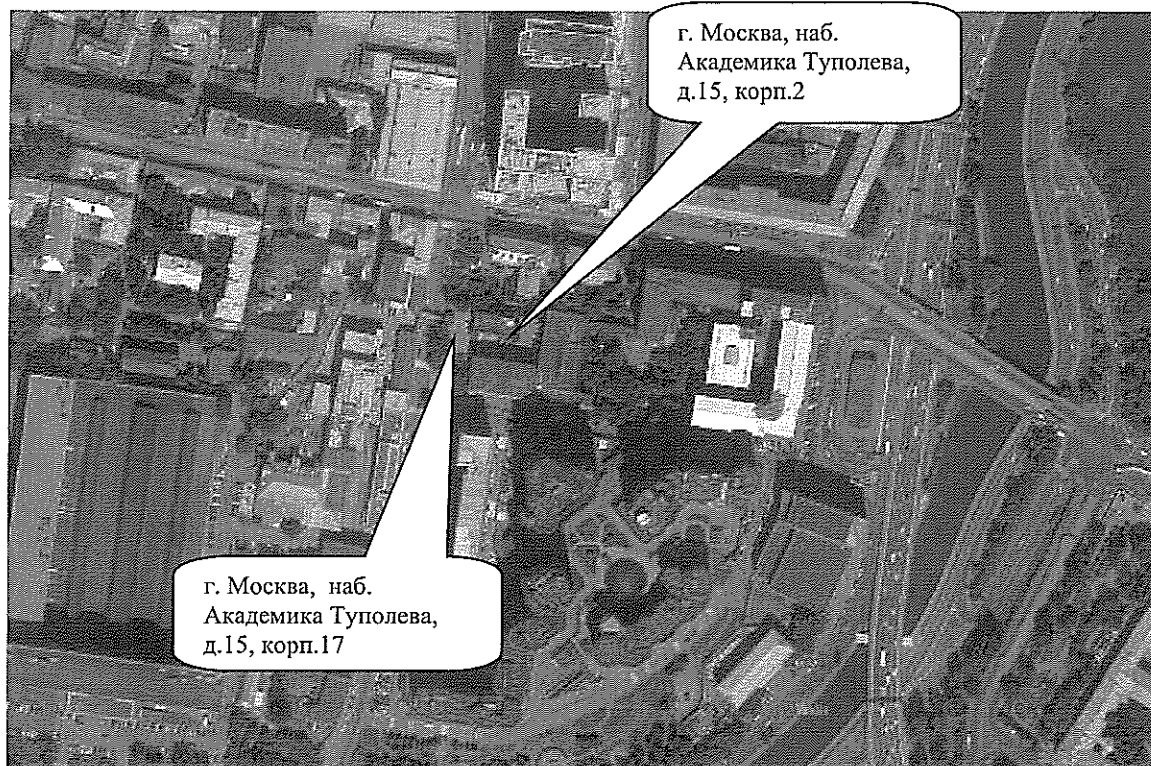 г. Москва, наб.
Академика Туполева,
д.15, корп.2
г. Москва, наб.
Академика Туполева,
д.15, корп.17